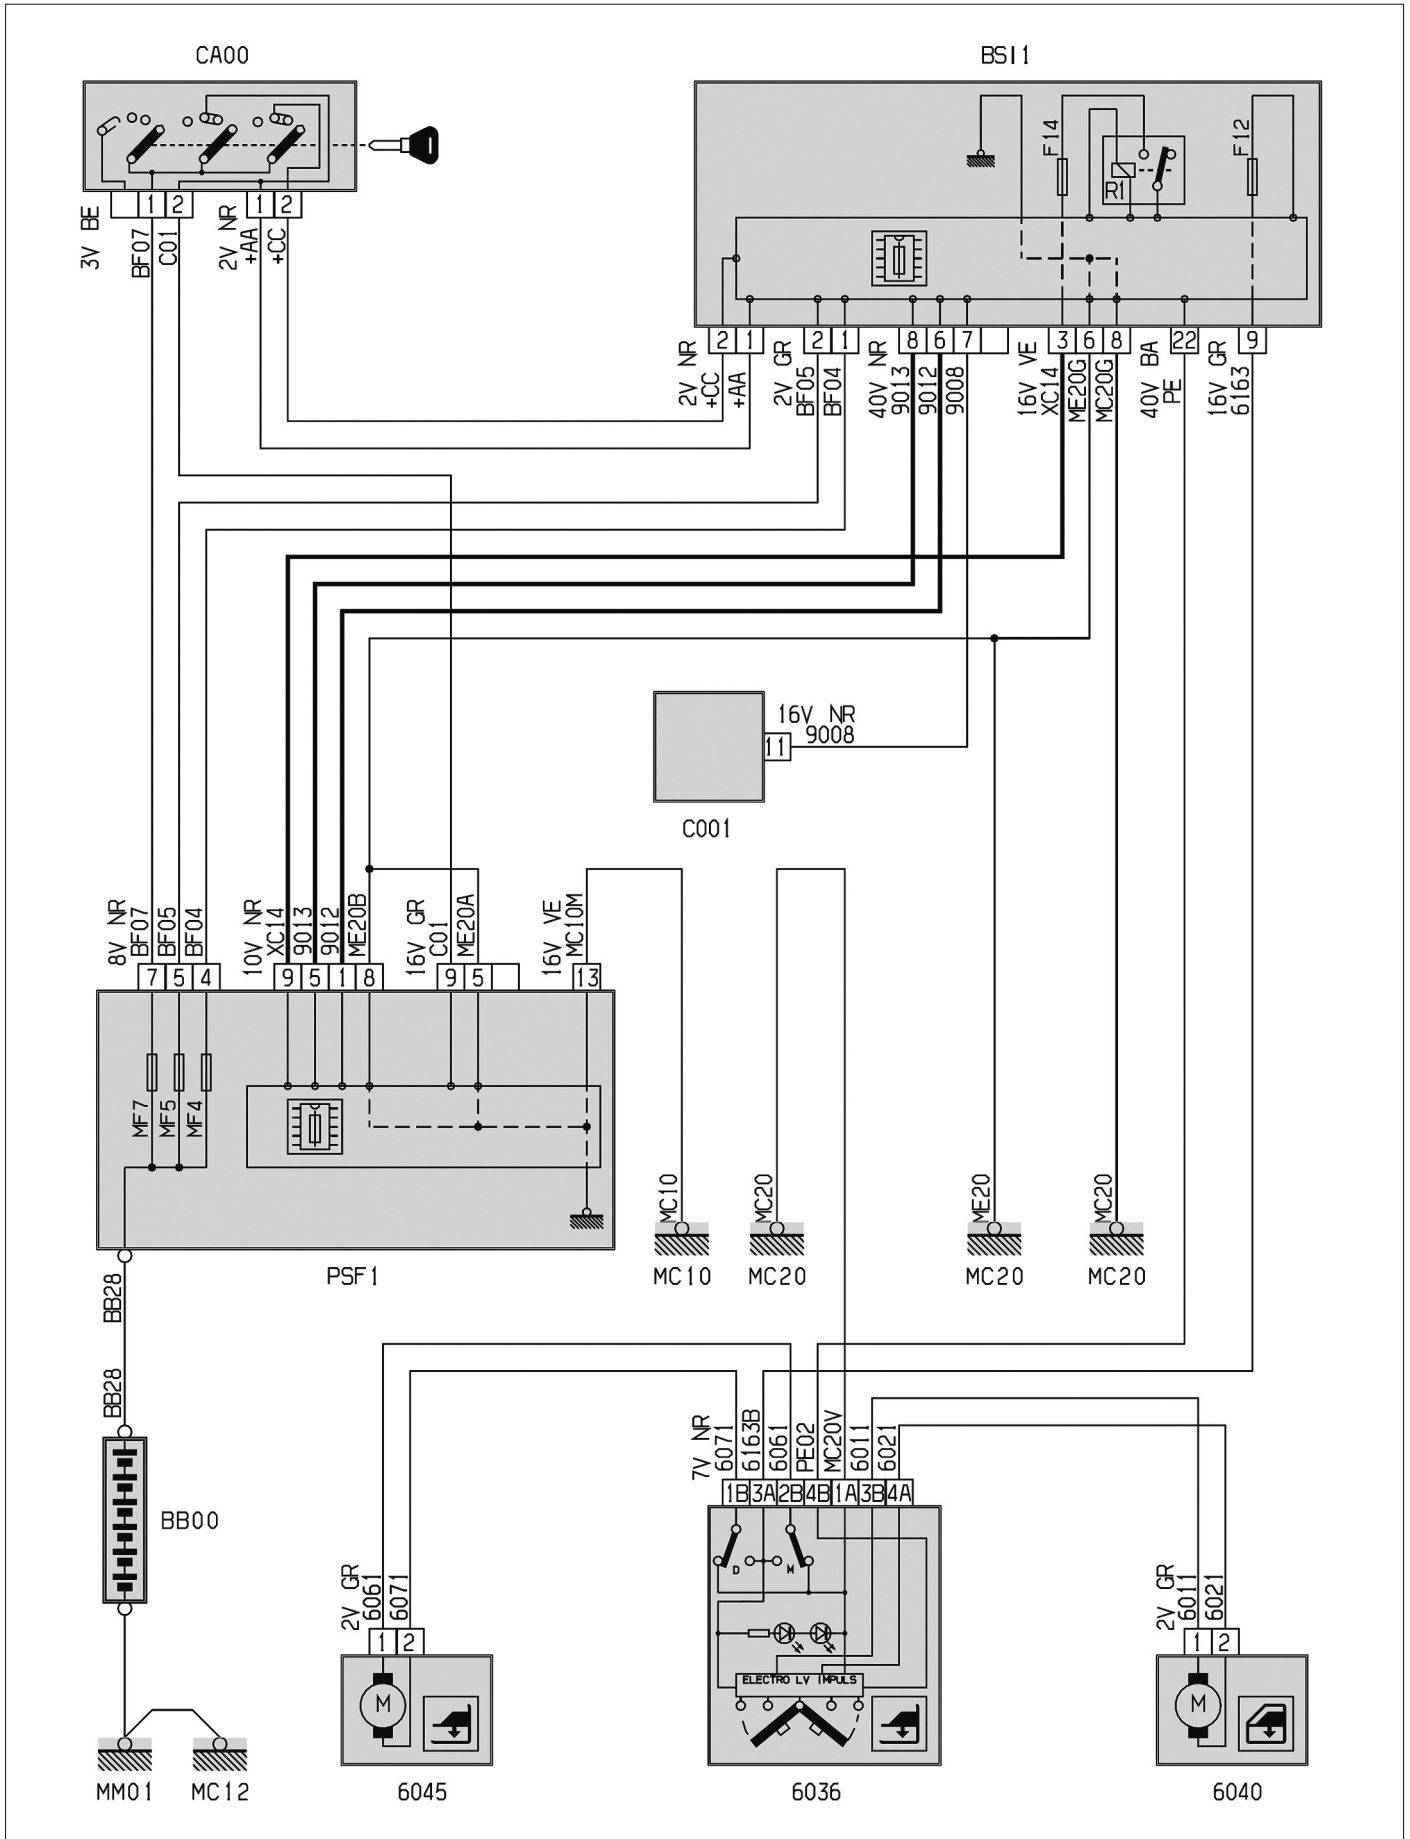 CA00
BSI1
F14
R1
F12
1 2 1 2
3V BE
BF07
C01
2V NR
+AA
+CC
2 1 2 1 8 6 7 3 6 8 22 9
2V NR
+CC
+AA
2V GR
BF05
BF04
40V NR
9013
9012
9008
16V VE
XC14
ME20G
MC20G
40V BA
PE
16V GR
6163
16V NR
9008
11
C001
8V NR
BF07
BF05
BF04
10V NR
XC14
9013
9012
ME20B
16V GR
C01
ME20A
16V VE
MC10M
7 5 4 9 5 1 8 9 5 13
MF7
MF5
MF4
PSF1
MC10
MC20
ME20
MC20
MC10
MC20
MC20
MC20
BB28
BB28
BB00
7V NR
6071
6163B
6061
PE02
MC20V
6011
6021
1B 3A 2B 4B 1A 3B 4A
D
M
ELECTRO LV IMPULS
2V GR
6061
6071
1 2
M
2V GR
6011
6021
1 2
M
MM01
MC12
6045
6036
6040